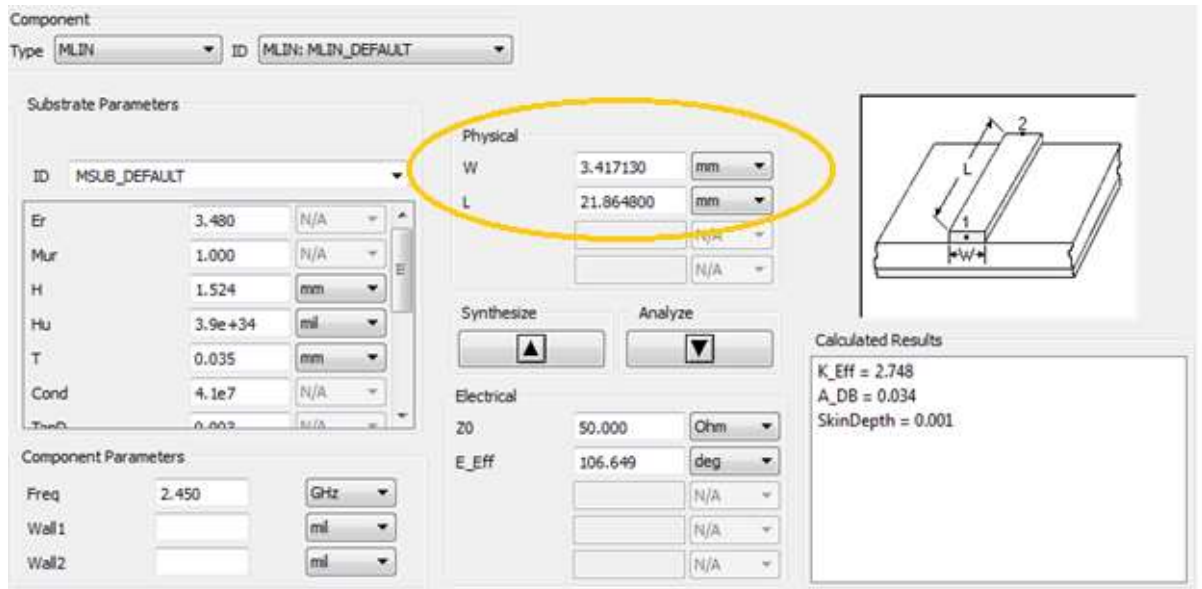 Component
Type MLIN ID MLIN: MLIN_DEFAULT
Substrate Parameters
ID MSUB_DEFAULT
Er 3.480 N/A
Mur 1.000 N/A
H 1.524 mm
Hu 3.9e+34 mil
T 0.035 mm
Cond 4.1e7 N/A
TanD 0.003 N/A
Component Parameters
Freq 2.450 GHz
Wall1 mil
Wall2 mil
Physical
W 3.417130 mm
L 21.864800 mm
N/A
N/A
Synthesize Analyze
Electrical
Z0 50.000 Ohm
E_Eff 106.649 deg
N/A
N/A
N/A
2
L
1
W
Calculated Results
K_Eff = 2.748
A_DB = 0.034
SkinDepth = 0.001